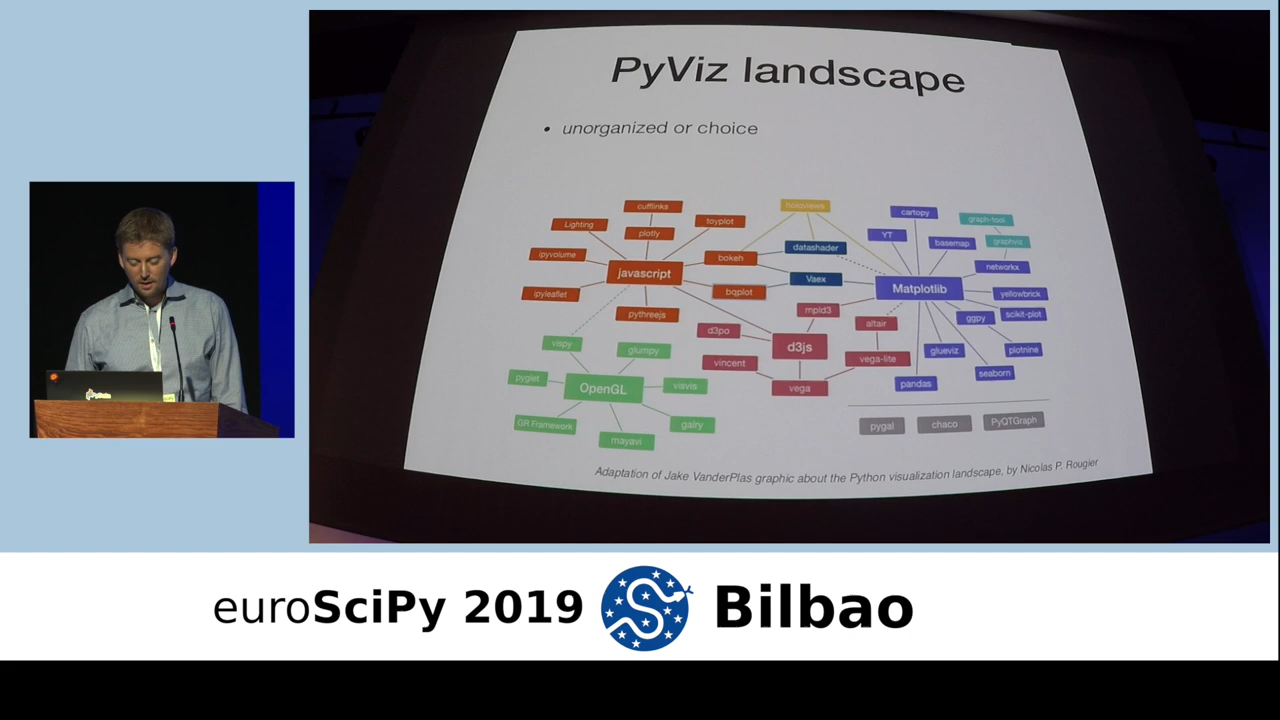 PyViz landscape
• unorganized or choice
cufflinks
holoviews
Lighting
toyplot
cartopy
graph-tool
plotly
YT
basemap
graphviz
ipyvolume
bokeh
datashader
networkx
javascript
Vaex
Matplotlib
ipyleaflet
bqplot
yellowbrick
pythreejs
mpld3
ggpy
scikit-plot
d3po
altair
vispy
glumpy
d3js
glueviz
plotnine
vincent
vega-lite
pyglet
OpenGL
visvis
vega
pandas
seaborn
GR Framework
galry
mayavi
pygal
chaco
PyQTGraph
Adaptation of Jake VanderPlas graphic about the Python visualization landscape, by Nicolas P. Rougier
euroSciPy 2019
Bilbao